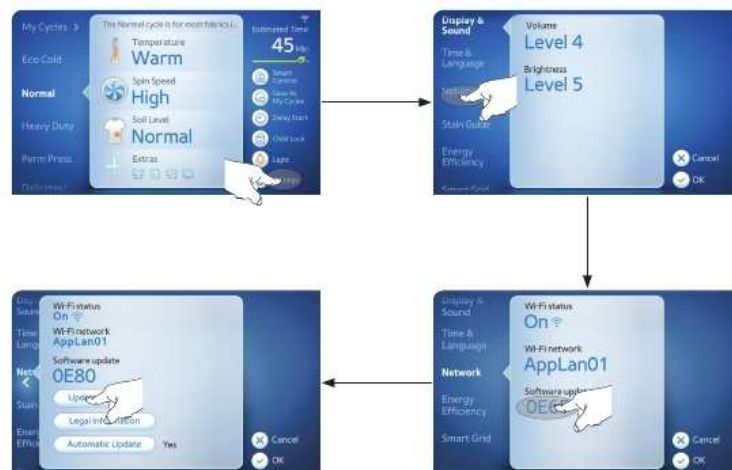 My Cycles >
Eco Cold
Normal
Heavy Duty
Perm Press
Delicates/
The Normal cycle is for most fabrics i...
Temperature
Warm
Spin Speed
High
Soil Level
Normal
Extras
Estimated Time
45 Min
Smart Control
Save As
My Cycles
Delay Start
Child Lock
Light
Display &
Sound
Time &
Language
Stain Guide
Energy
Efficiency
Smart Grid
Volume
Level 4
Brightness
Level 5
Cancel
OK
Wi-Fi status
On
Wi-Fi network
AppLan01
Software update
0E80
Legal Information
Automatic Update
Yes
Cancel
OK
Display &
Sound
Time &
Language
Network
Energy
Efficiency
Smart Grid
Wi-Fi status
On
Wi-Fi network
AppLan01
Cancel
OK